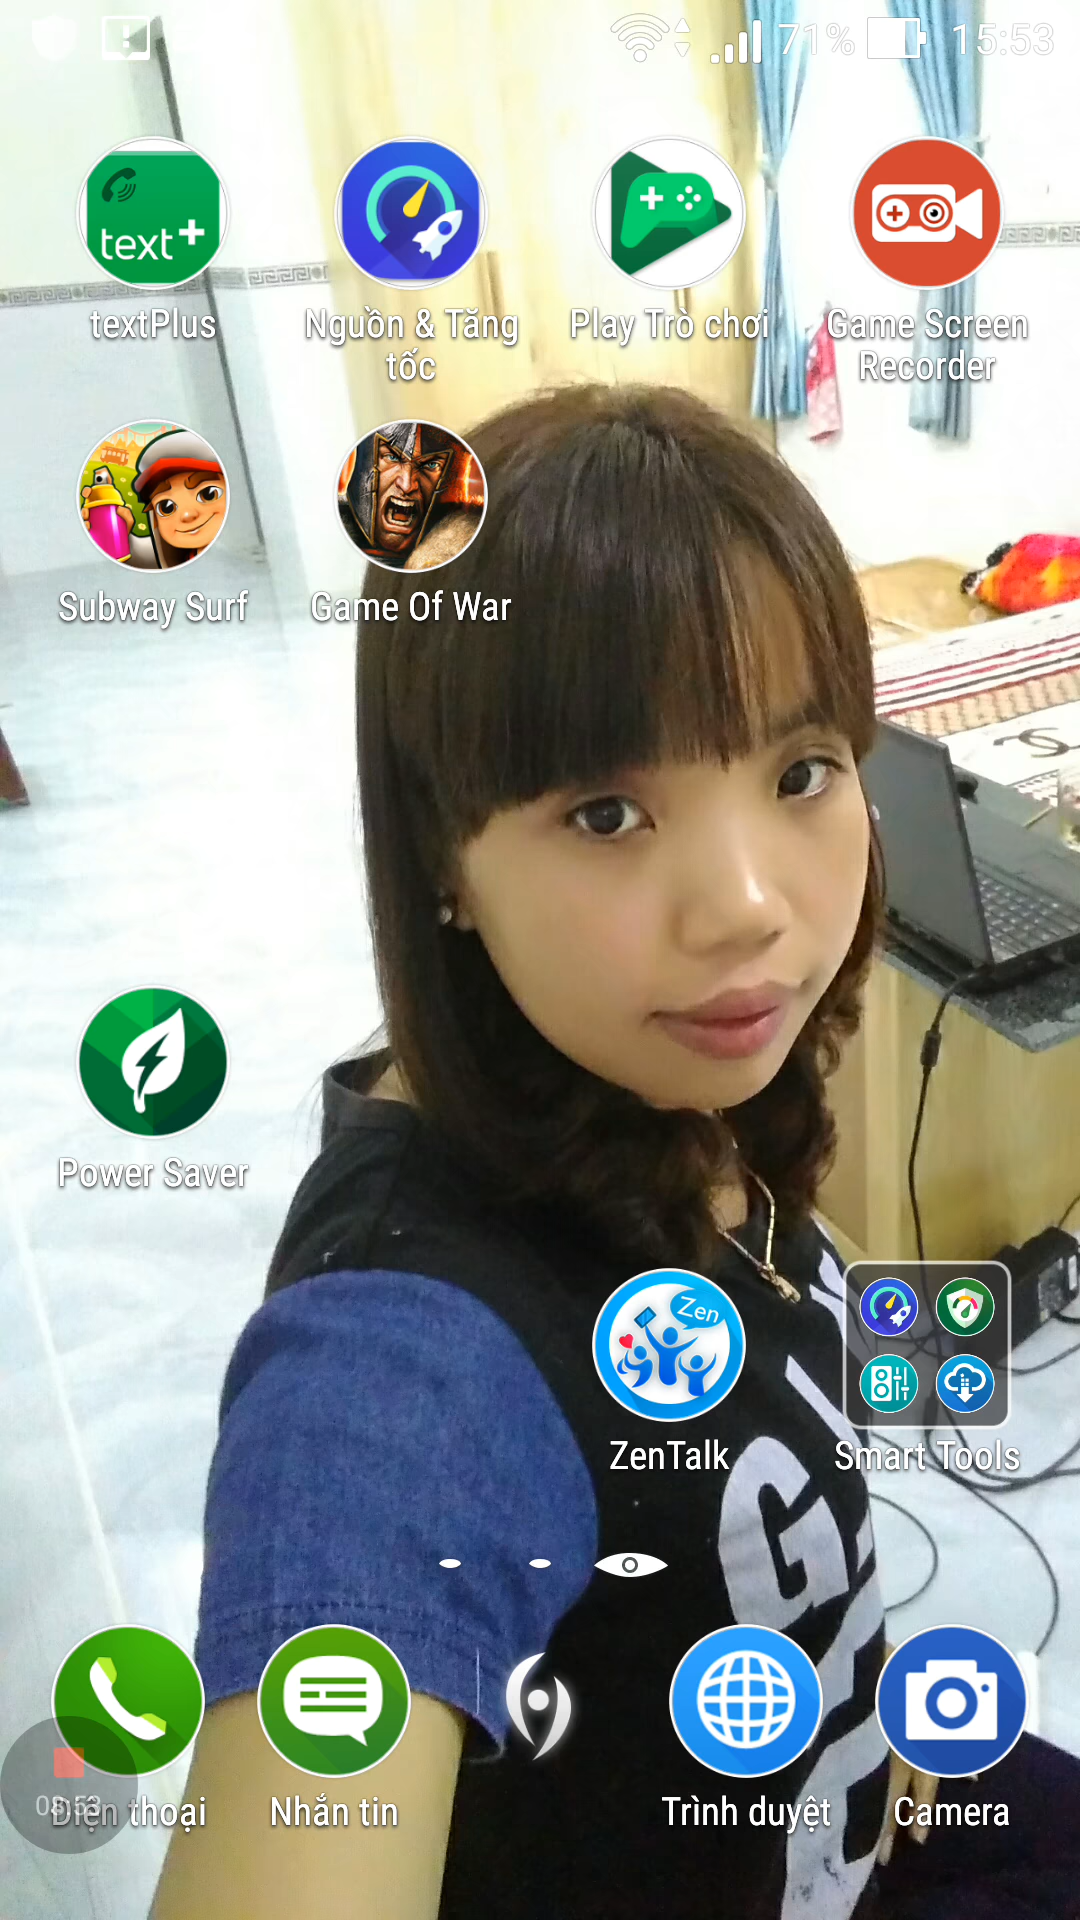 71% 15:53
text+
textPlus
Nguồn & Tăng
tốc
Play Trò chơi
Game Screen
Recorder
Subway Surf
Game Of War
Power Saver
Zen
ZenTalk
Smart Tools
Điện thoại
Nhắn tin
Trình duyệt
Camera